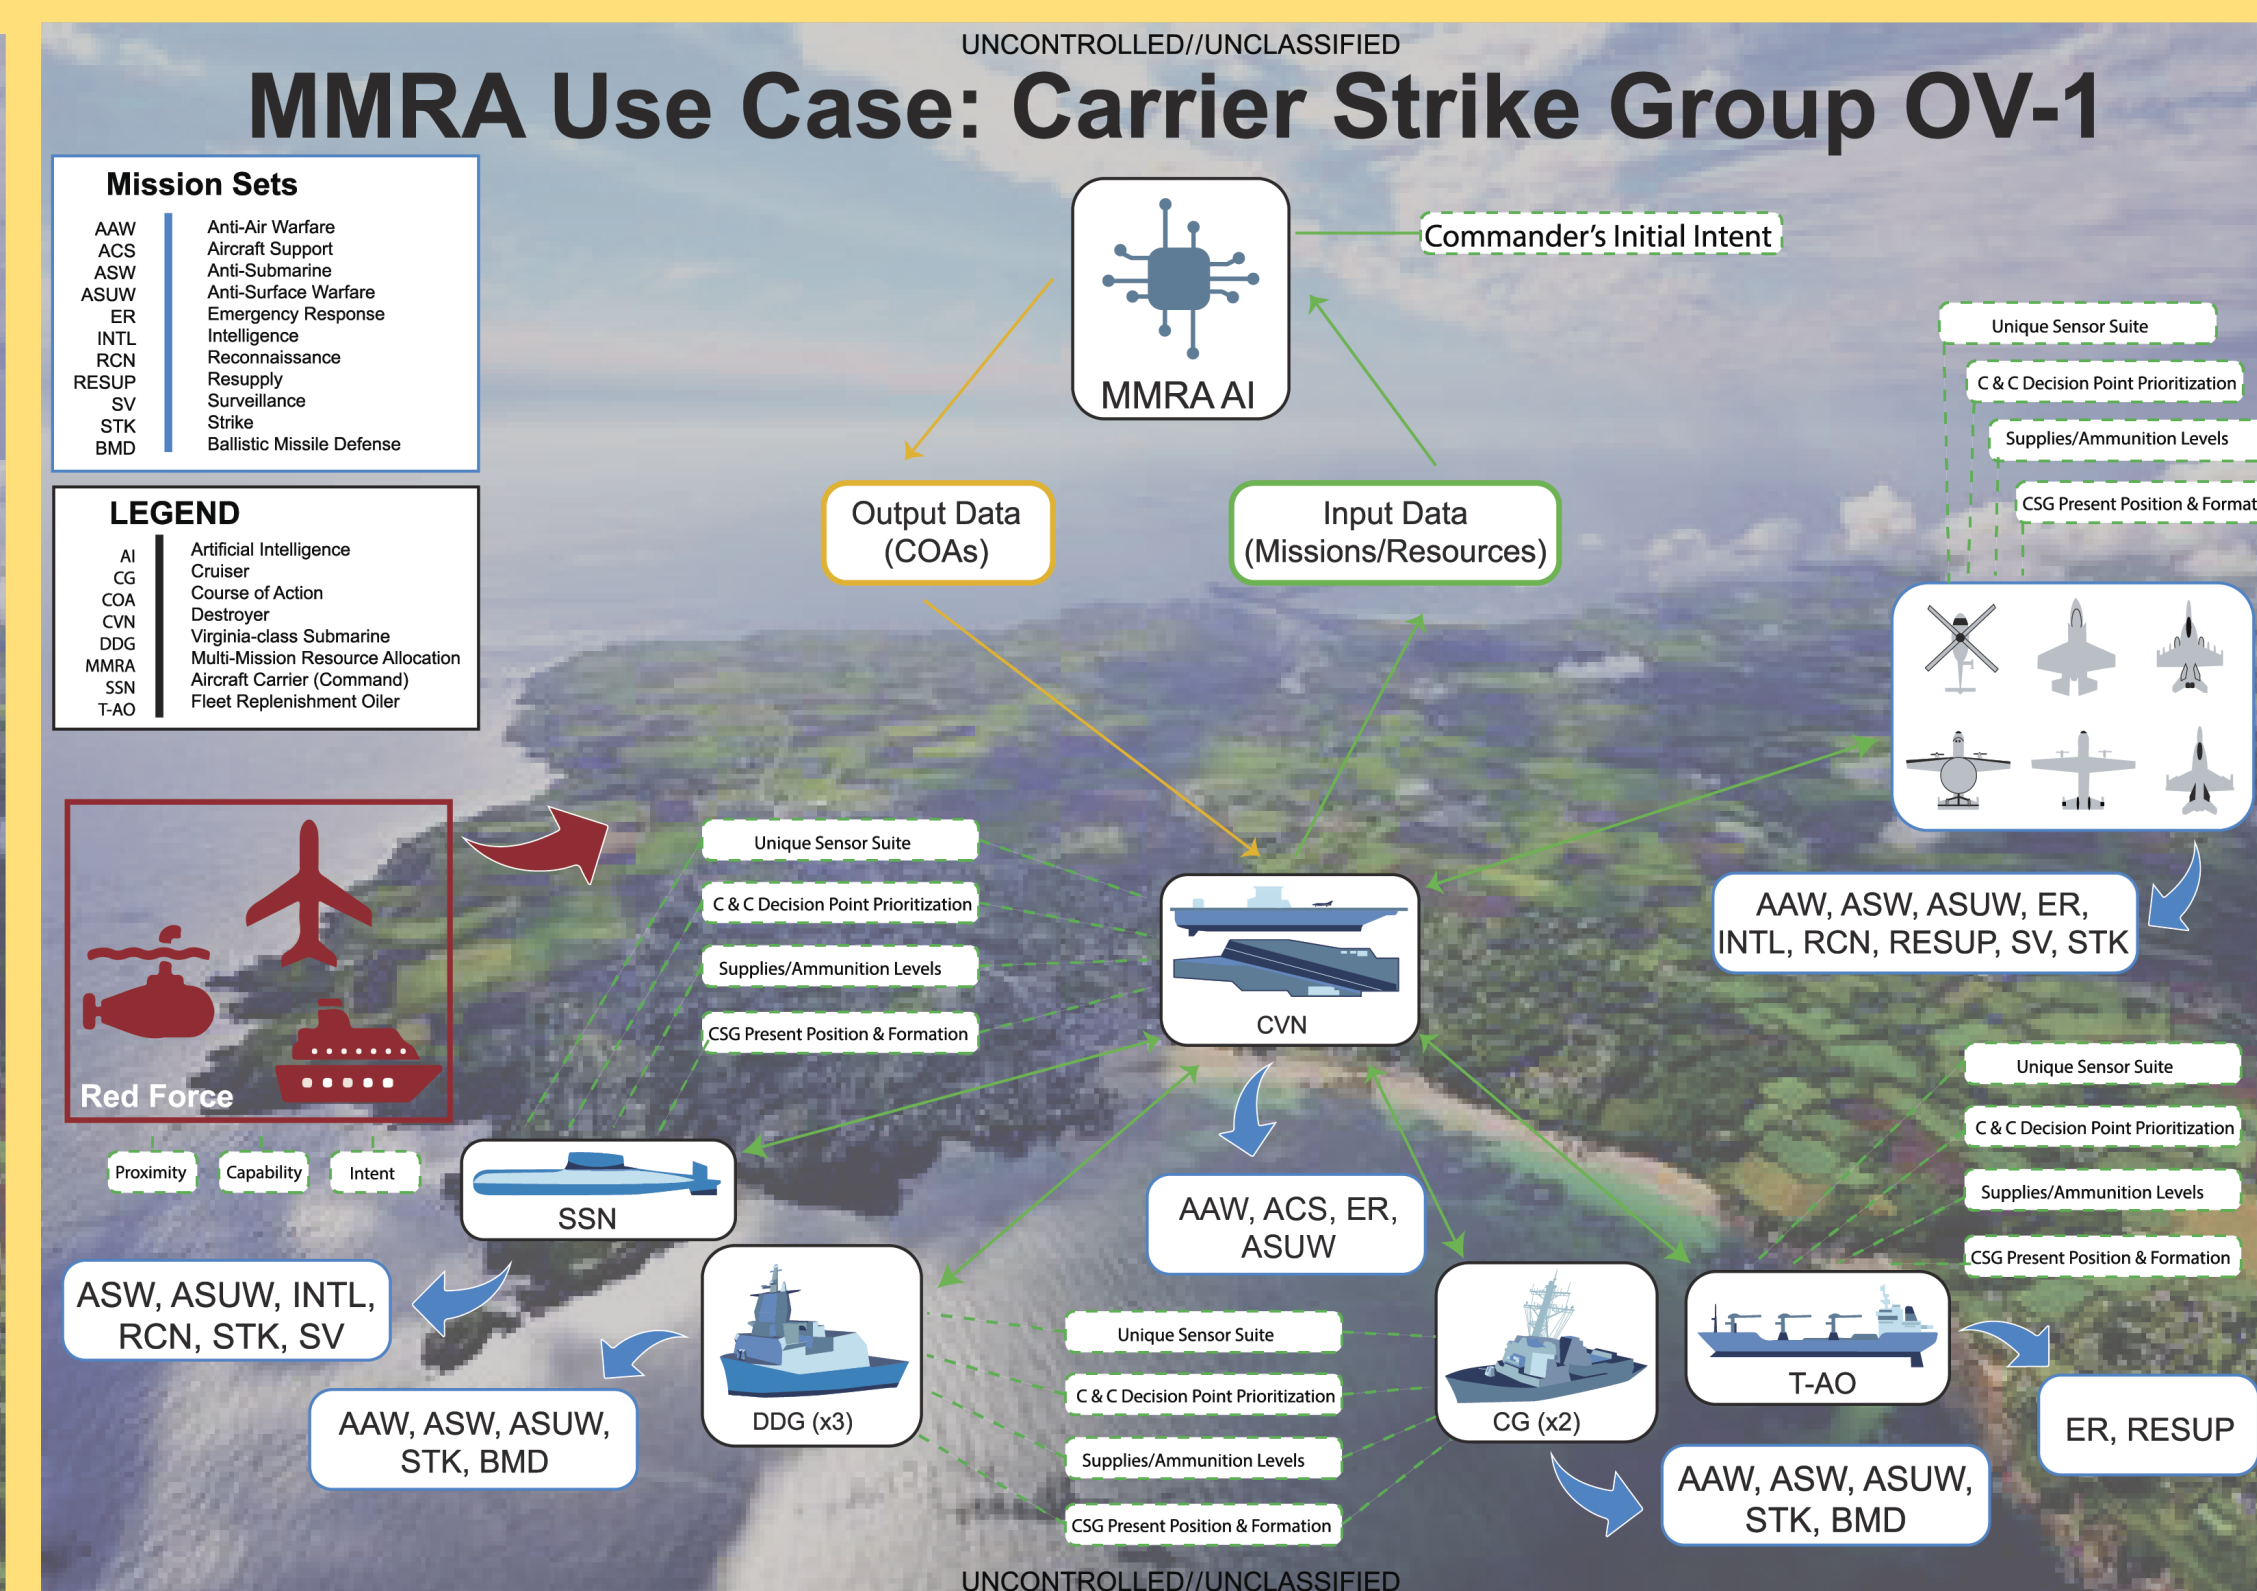 UNCONTROLLED//UNCLASSIFIED
MMRA Use Case: Carrier Strike Group OV-1
Mission Sets
AAW Anti-Air Warfare
ACS Aircraft Support
ASW Anti-Submarine
ASUW Anti-Surface Warfare
ER Emergency Response
INTL Intelligence
RCN Reconnaissance
RESUP Resupply
SV Surveillance
STK Strike
BMD Ballistic Missile Defense
LEGEND
AI Artificial Intelligence
CG Cruiser
COA Course of Action
CVN Destroyer
DDG Virginia-class Submarine
MMRA Multi-Mission Resource Allocation
SSN Aircraft Carrier (Command)
T-AO Fleet Replenishment Oiler
MMRA AI
Commander's Initial Intent
Output Data
(COAs)
Input Data
(Missions/Resources)
Unique Sensor Suite
C & C Decision Point Prioritization
Supplies/Ammunition Levels
CSG Present Position & Format
AAW, ASW, ASUW, ER,
INTL, RCN, RESUP, SV, STK
Red Force
Proximity
Capability
Intent
Unique Sensor Suite
C & C Decision Point Prioritization
Supplies/Ammunition Levels
CSG Present Position & Formation
CVN
AAW, ACS, ER,
ASUW
SSN
ASW, ASUW, INTL,
RCN, STK, SV
DDG (x3)
AAW, ASW, ASUW,
STK, BMD
Unique Sensor Suite
C & C Decision Point Prioritization
Supplies/Ammunition Levels
CSG Present Position & Formation
CG (x2)
AAW, ASW, ASUW,
STK, BMD
Unique Sensor Suite
C & C Decision Point Prioritization
Supplies/Ammunition Levels
CSG Present Position & Formation
T-AO
ER, RESUP
UNCONTROLLED//UNCLASSIFIED